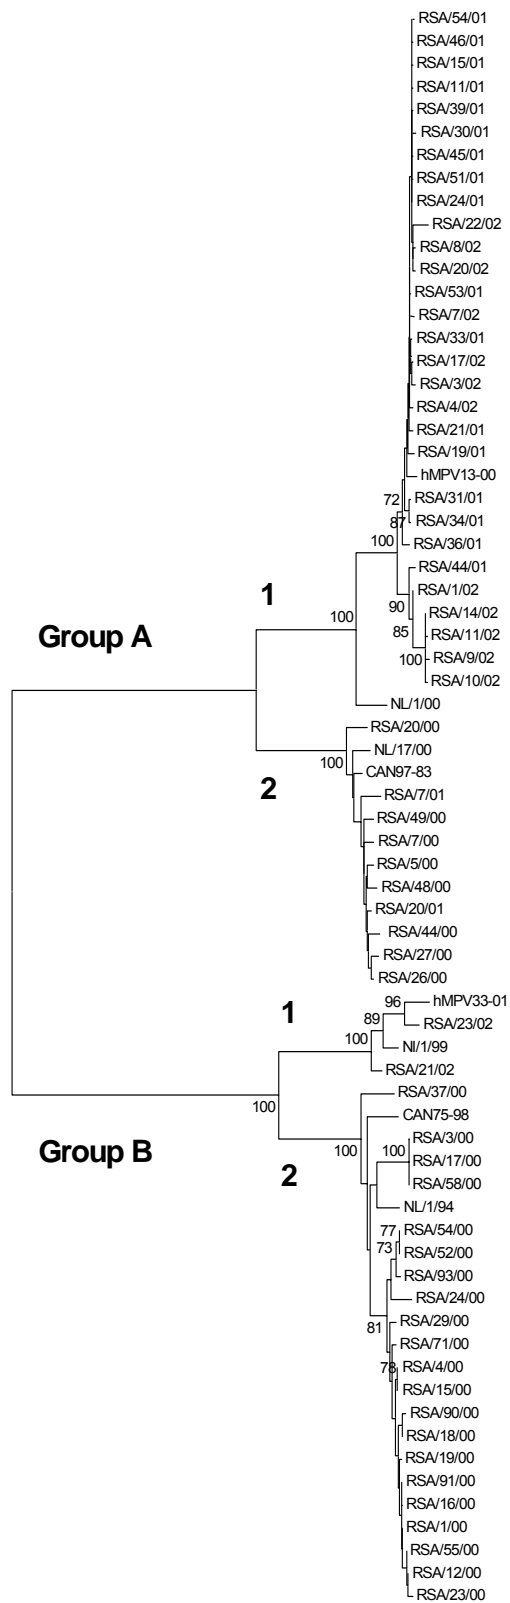 RSA/54/01
RSA/46/01
RSA/15/01
RSA/11/01
RSA/39/01
RSA/30/01
RSA/45/01
RSA/51/01
RSA/24/01
RSA/22/02
RSA/8/02
RSA/20/02
RSA/53/01
RSA/7/02
RSA/33/01
RSA/17/02
RSA/3/02
RSA/4/02
RSA/21/01
RSA/19/01
hMPV13-00
72 RSA/31/01
87 RSA/34/01
100 RSA/36/01
RSA/44/01
1 RSA/1/02
90 RSA/14/02
100 85 RSA/11/02
Group A
100 RSA/9/02
RSA/10/02
NL/1/00
RSA/20/00
NL/17/00
100
CAN97-83
2
RSA/7/01
RSA/49/00
RSA/7/00
RSA/5/00
RSA/48/00
RSA/20/01
RSA/44/00
RSA/27/00
RSA/26/00
96 hMPV33-01
1 89 RSA/23/02
100 NI/1/99
RSA/21/02
RSA/37/00
100
CAN75-98
RSA/3/00
Group B 100 100
RSA/17/00
2 RSA/58/00
NL/1/94
77 RSA/54/00
73 RSA/52/00
RSA/93/00
RSA/24/00
81 RSA/29/00
RSA/71/00
78 RSA/4/00
RSA/15/00
RSA/90/00
RSA/18/00
RSA/19/00
RSA/91/00
RSA/16/00
RSA/1/00
RSA/55/00
RSA/12/00
RSA/23/00